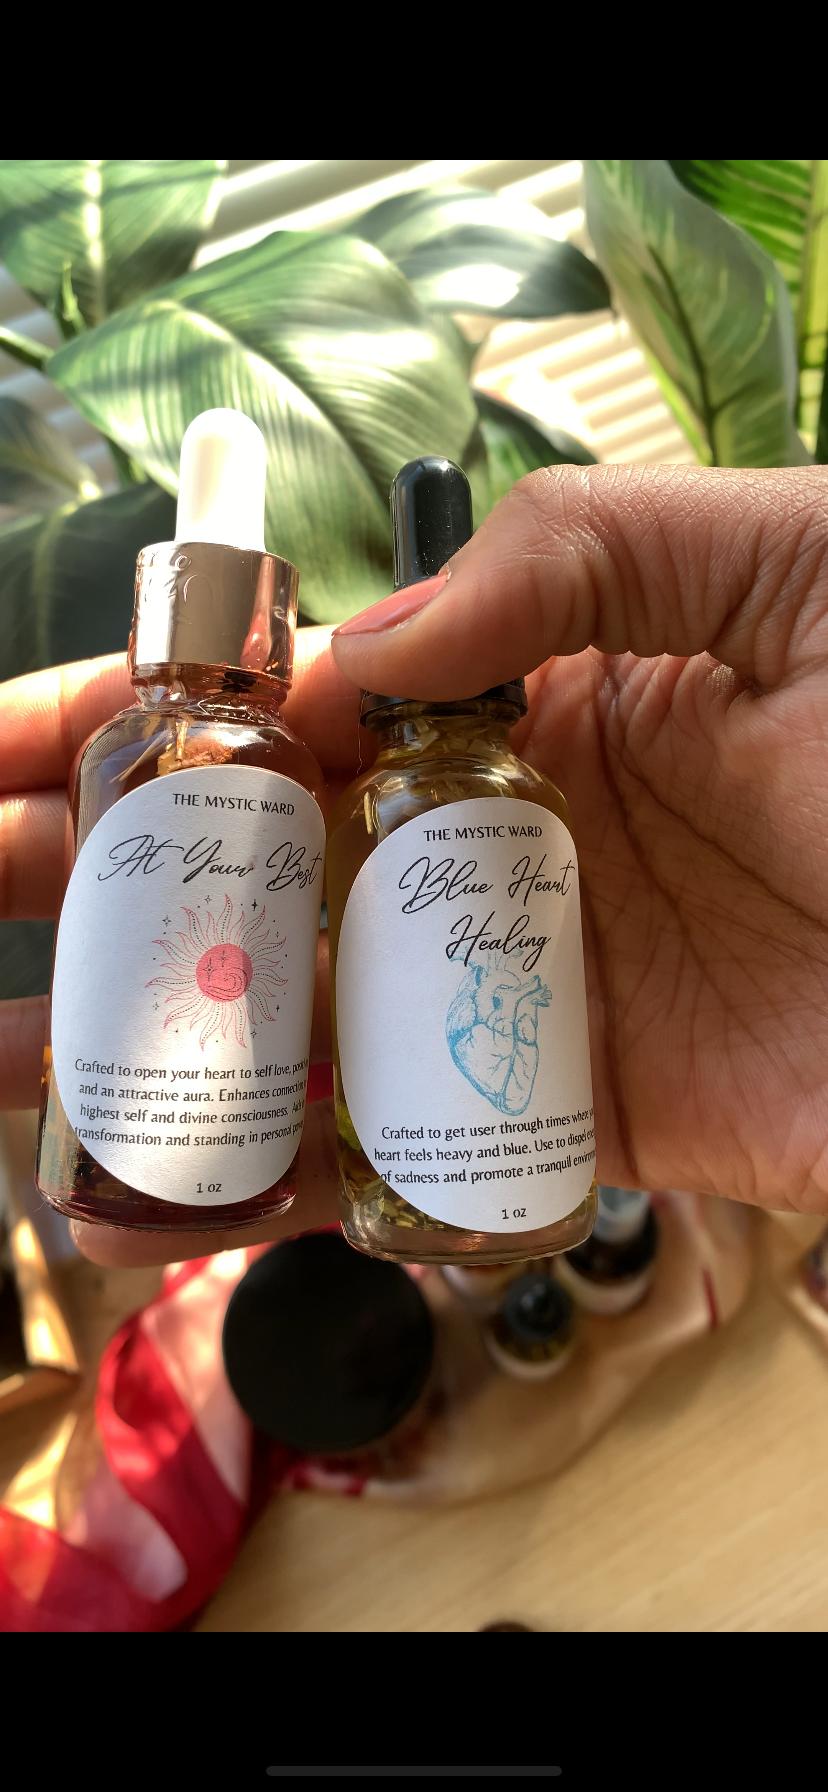 THE MYSTIC WARD
At Your Best
Crafted to open your heart to self love,
and an attractive aura. Enhances
highest self and divine consciousness.
transformation and standing in personal
1 oz
THE MYSTIC WARD
Blue Heart
Healing
Crafted to get user through times where
heart feels heavy and blue. Use to dispel
of sadness and promote a tranquil
1 oz